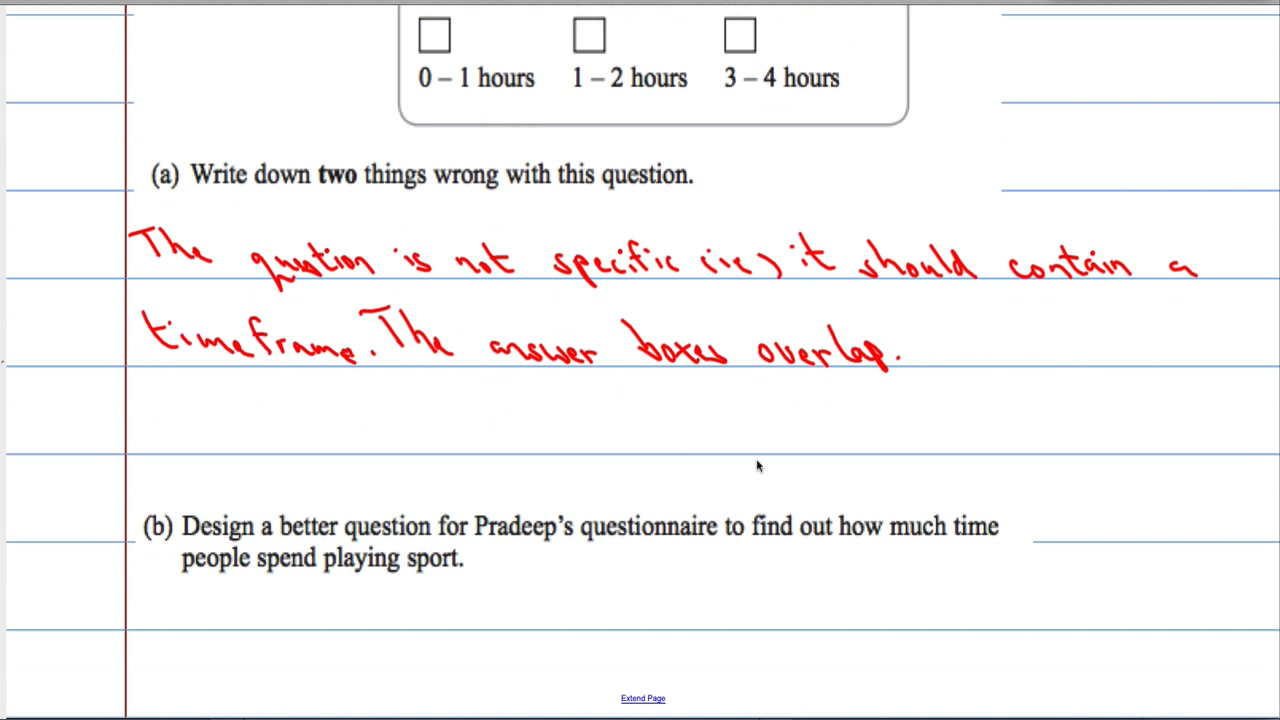 0 – 1 hours 1 – 2 hours 3 – 4 hours
(a) Write down two things wrong with this question.
The question is not specific (ie) it should contain a
timeframe. The answer boxes overlap.
(b) Design a better question for Pradeep's questionnaire to find out how much time
people spend playing sport.
Extend Page